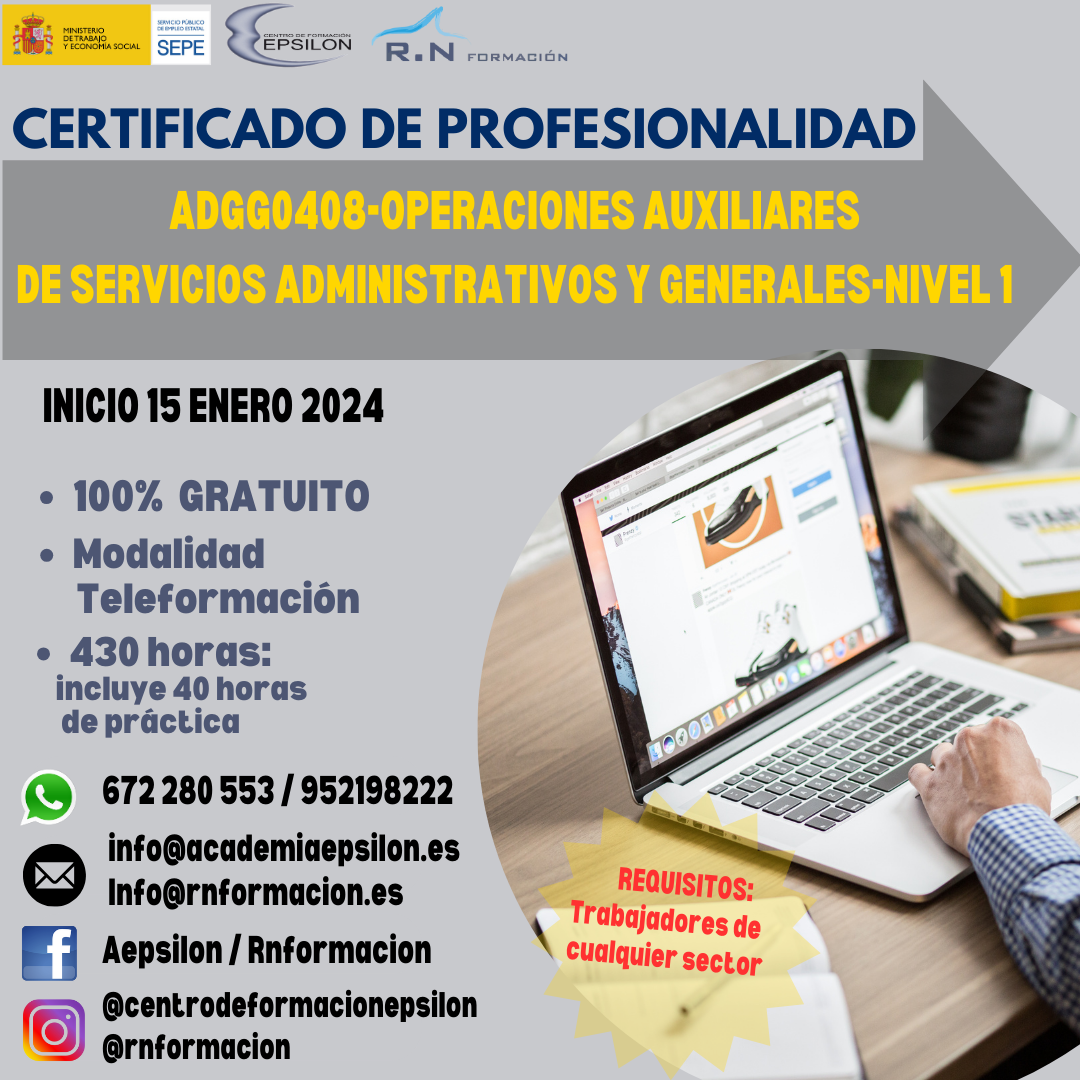 MINISTERIO
DE TRABAJO
Y ECONOMÍA SOCIAL
SERVICIO PÚBLICO
DE EMPLEO ESTATAL
SEPE
CENTRO DE FORMACIÓN
EPSILON
R.N FORMACIÓN
CERTIFICADO DE PROFESIONALIDAD
ADGG0408-OPERACIONES AUXILIARES
DE SERVICIOS ADMINISTRATIVOS Y GENERALES-NIVEL 1
INICIO 15 ENERO 2024
• 100% GRATUITO
• Modalidad
Teleformación
• 430 horas:
incluye 40 horas
de práctica
672 280 553 / 952198222
info@academiaepsilon.es
Info@rnformacion.es
Aepsilon / Rnformacion
@centrodeformacionepsilon
@rnformacion
REQUISITOS:
Trabajadores de
cualquier sector